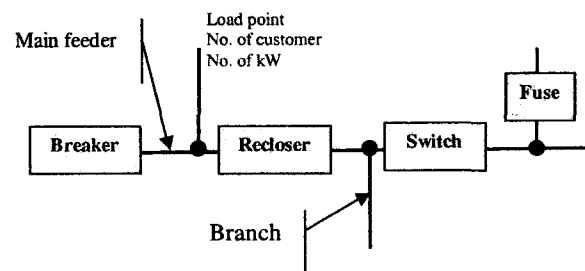 Load point
No. of customer
No. of kW
Main feeder
Fuse
Breaker
Recloser
Switch
Branch